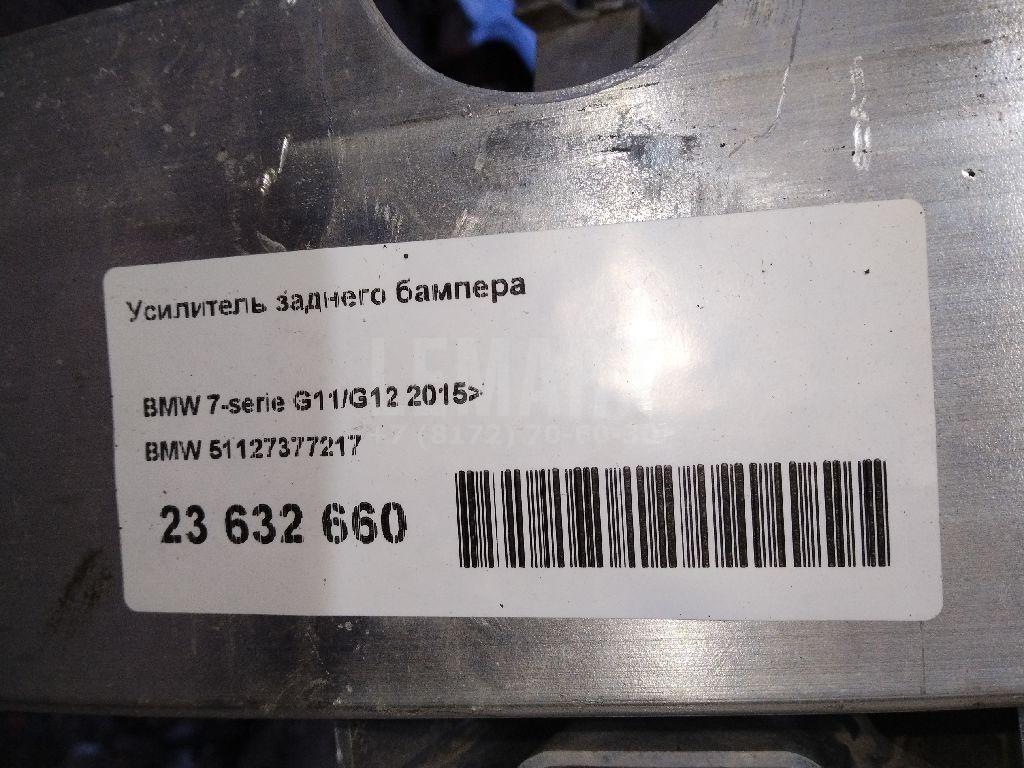 Усилитель заднего бампера
BMW 7-serie G11/G12 2015>
BMW 51127377217
23 632 660